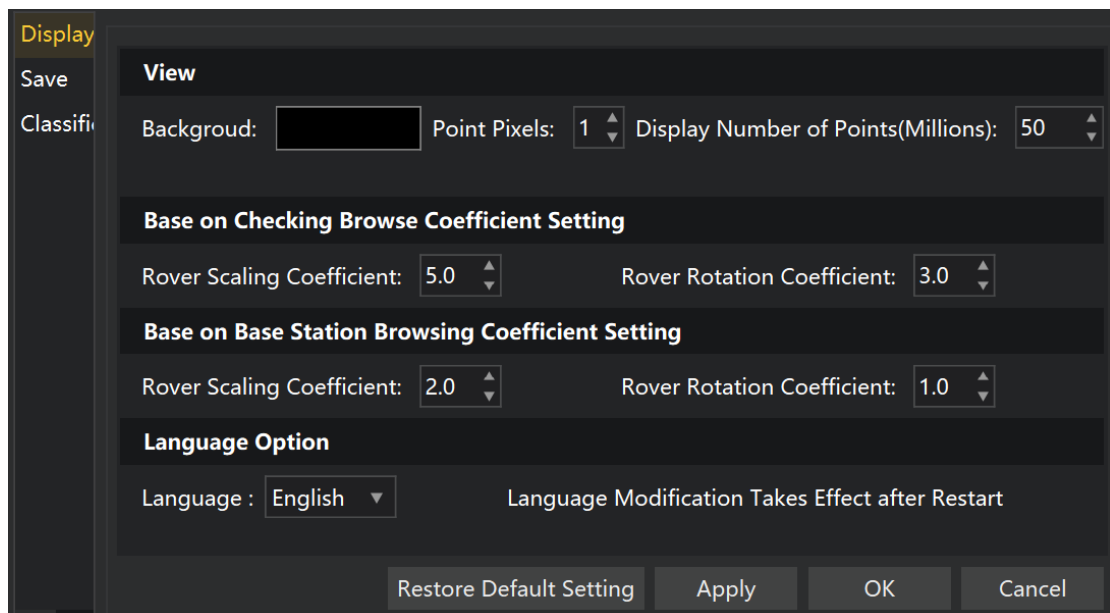 Display
Save
Classifi
View
Backgroud: Point Pixels: 1 Display Number of Points(Millions): 50
Base on Checking Browse Coefficient Setting
Rover Scaling Coefficient: 5.0 Rover Rotation Coefficient: 3.0
Base on Base Station Browsing Coefficient Setting
Rover Scaling Coefficient: 2.0 Rover Rotation Coefficient: 1.0
Language Option
Language : English Language Modification Takes Effect after Restart
Restore Default Setting Apply OK Cancel